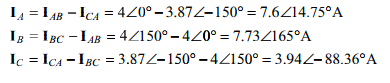 I_A = I_AB − I_CA = 4∠0° − 3.87∠−150° = 7.6∠14.75°A
I_B = I_BC − I_AB = 4∠150° − 4∠0° = 7.73∠165°A
I_C = I_CA − I_BC = 3.87∠−150° − 4∠150° = 3.94∠−88.36°A